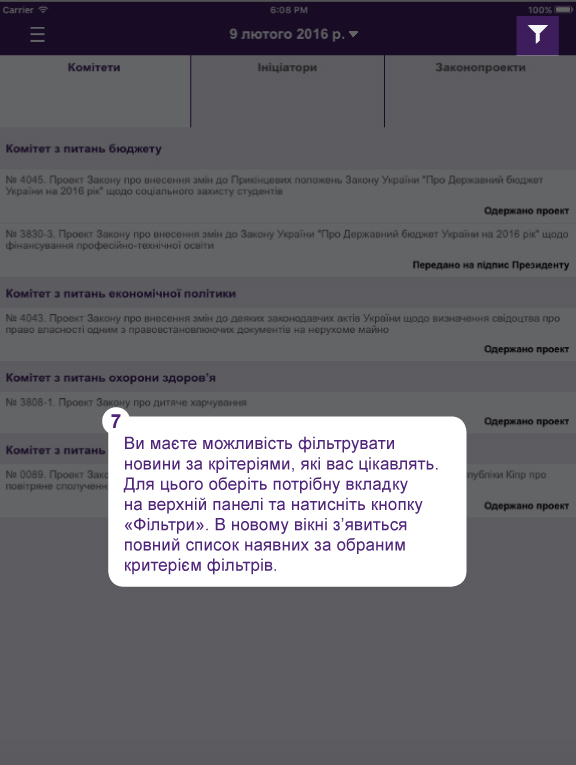 Carrier 6:08 PM 100%
9 лютого 2016 р.
Комітети Ініціатори Законопроекти
Комітет з питань бюджету
№ 4045. Проект Закону про внесення змін до Прикінцевих положень Закону України "Про Державний бюджет
України на 2016 рік" щодо соціального захисту студентів
Одержано проект
№ 3830-3. Проект Закону про внесення змін до Закону України "Про Державний бюджет України на 2016 рік" щодо
фінансування професійно-технічної освіти
Передано на підпис Президенту
Комітет з питань економічної політики
№ 4043. Проект Закону про внесення змін до деяких законодавчих актів України щодо визначення свідоцтва про
право власності одним з правовстановлюючих документів на нерухоме майно
Одержано проект
Комітет з питань охорони здоров'я
№ 3808-1. Проект Закону про дитяче харчування
Одержано проект
Комітет з питань
№ 0089. Проект Зако публіки Кіпр про
повітряне сполучен
Одержано проект
7
Ви маєте можливість фільтрувати
новини за крітеріями, які вас цікавлять.
Для цього оберіть потрібну вкладку
на верхній панелі та натисніть кнопку
«Фільтри». В новому вікні з’явиться
повний список наявних за обраним
критерієм фільтрів.